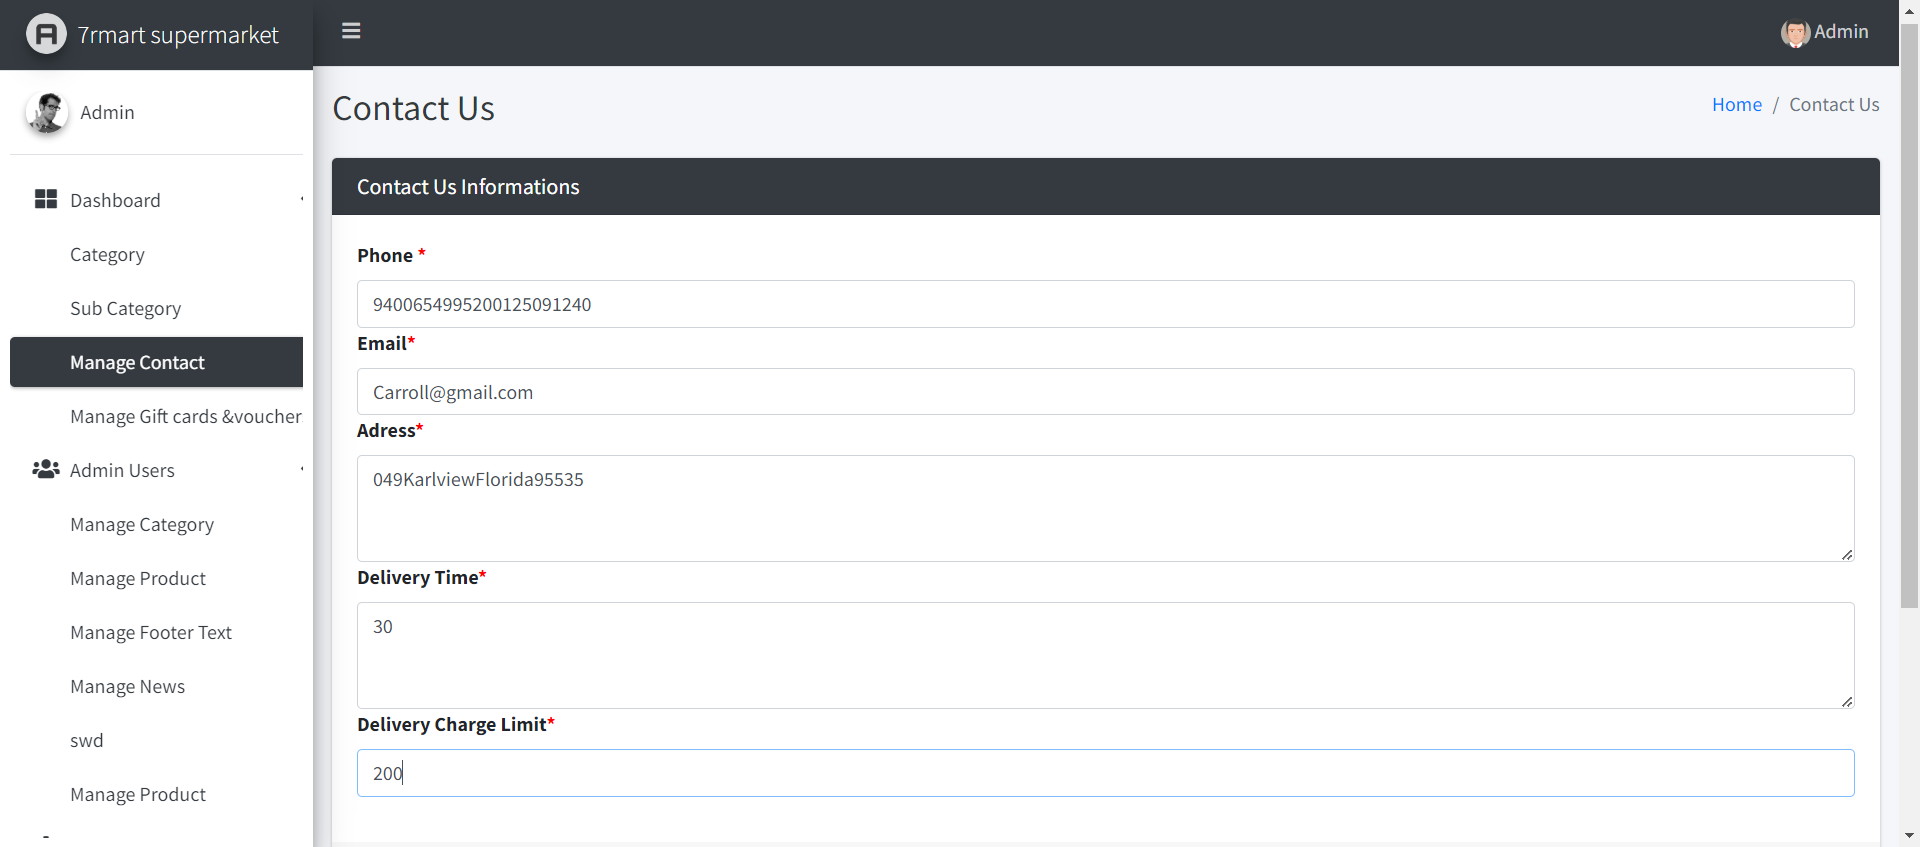 7rmart supermarket
Admin
Admin
Dashboard
Category
Sub Category
Manage Contact
Manage Gift cards &voucher
Admin Users
Manage Category
Manage Product
Manage Footer Text
Manage News
swd
Manage Product
Contact Us
Home / Contact Us
Contact Us Informations
Phone *
9400654995200125091240
Email*
Carroll@gmail.com
Adress*
049KarlviewFlorida95535
Delivery Time*
30
Delivery Charge Limit*
200